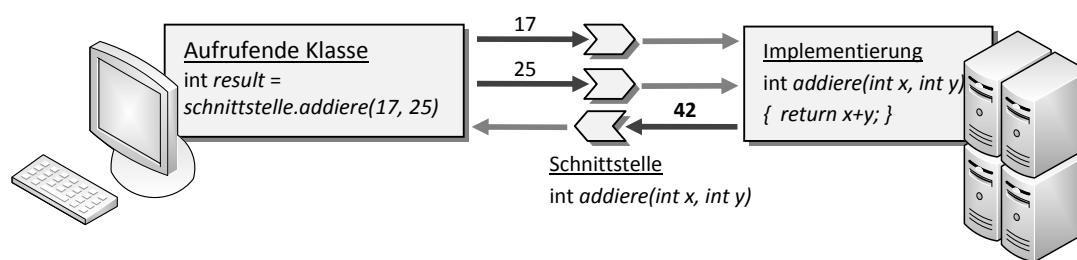 Aufrufende Klasse
int result =
schnittstelle.addiere(17, 25)
17
25
42
Schnittstelle
int addiere(int x, int y)
Implementierung
int addiere(int x, int y)
{ return x+y; }